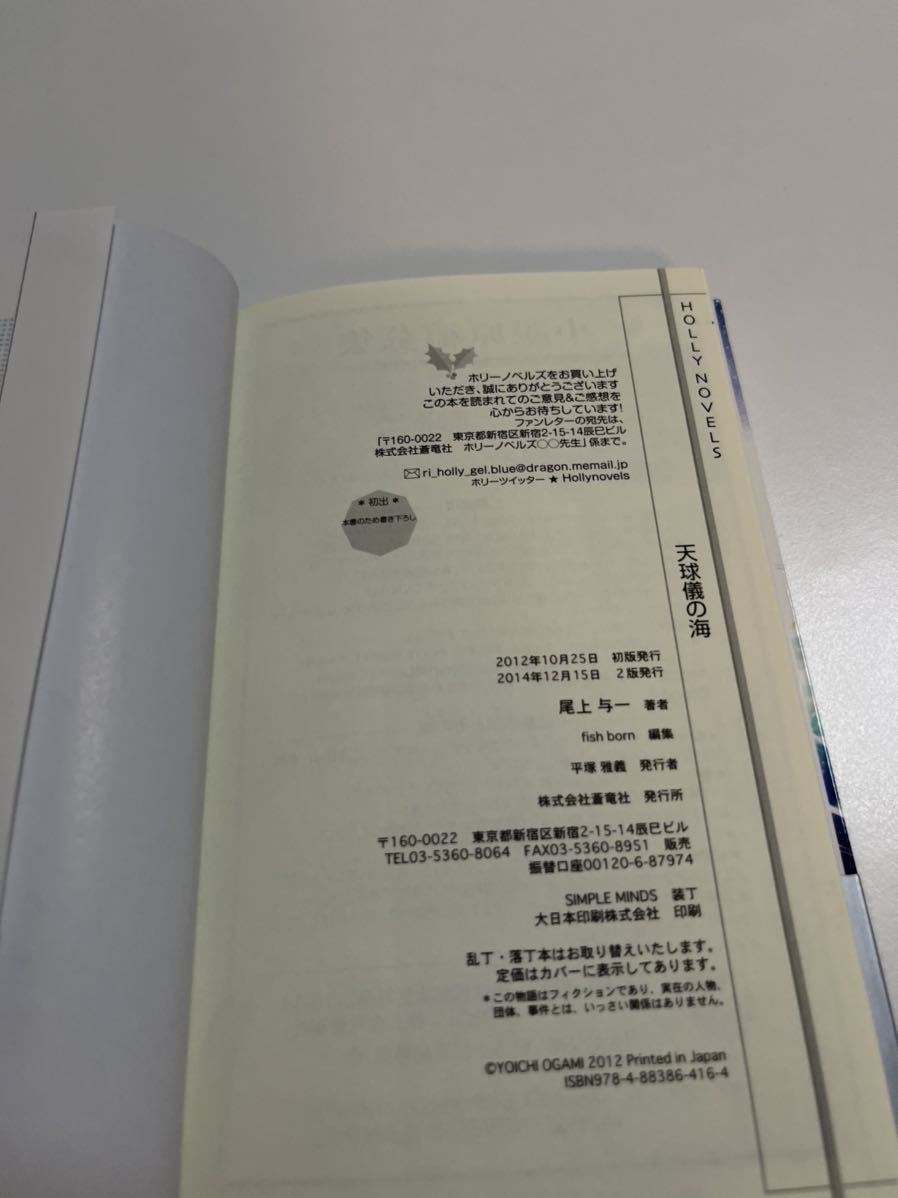 HOLLY NOVELS
ホリーノベルズをお買い上げ
いただき、誠にありがとうございます
この本を読まれてのご意見&ご感想を
心からお待ちしています!
ファンレターの宛先は、
「〒160-0022 東京都新宿区新宿2-15-14辰巳ビル
株式会社蒼竜社 ホリーノベルズ○○先生」係まで。
ri_holly_gel.blue@dragon.memail.jp
ホリーツイッター ★ Hollynovels
* 初出 *
本書のため書き下ろし
天球儀の海
2012年10月25日 初版発行
2014年12月15日 2版発行
尾上 与一 著者
fish born 編集
平塚 雅義 発行者
株式会社蒼竜社 発行所
〒160-0022 東京都新宿区新宿2-15-14辰巳ビル
TEL03-5360-8064 FAX03-5360-8951 販売
振替口座00120-6-87974
SIMPLE MINDS 装丁
大日本印刷株式会社 印刷
乱丁・落丁本はお取り替えいたします。
定価はカバーに表示してあります。
*この物語はフィクションであり、実在の人物、
団体、事件とは、いっさい関係はありません。
©YOICHI OGAMI 2012 Printed in Japan
ISBN978-4-88386-416-4